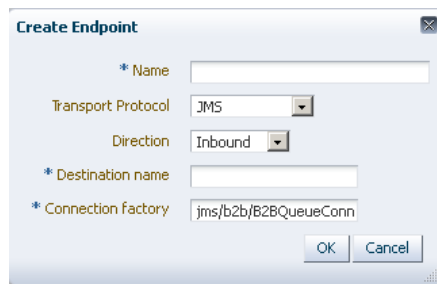 Create Endpoint
* Name
Transport Protocol JMS
Direction Inbound
* Destination name
* Connection factory jms/b2b/B2BQueueConn
OK Cancel